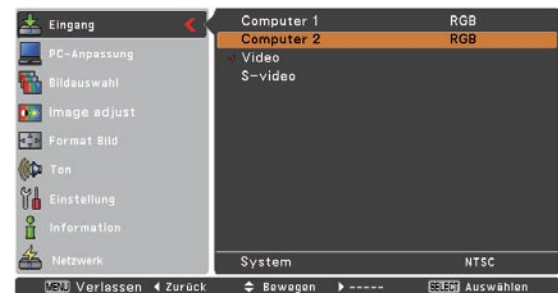 Eingang
PC-Anpassung
Bildauswahl
Image adjust
Format Bild
Ton
Einstellung
Information
Netzwerk
Computer 1 RGB
Computer 2 RGB
Video
S-video
System NTSC
MENU Verlassen Zurück Bewegen ----- SELECT Auswählen